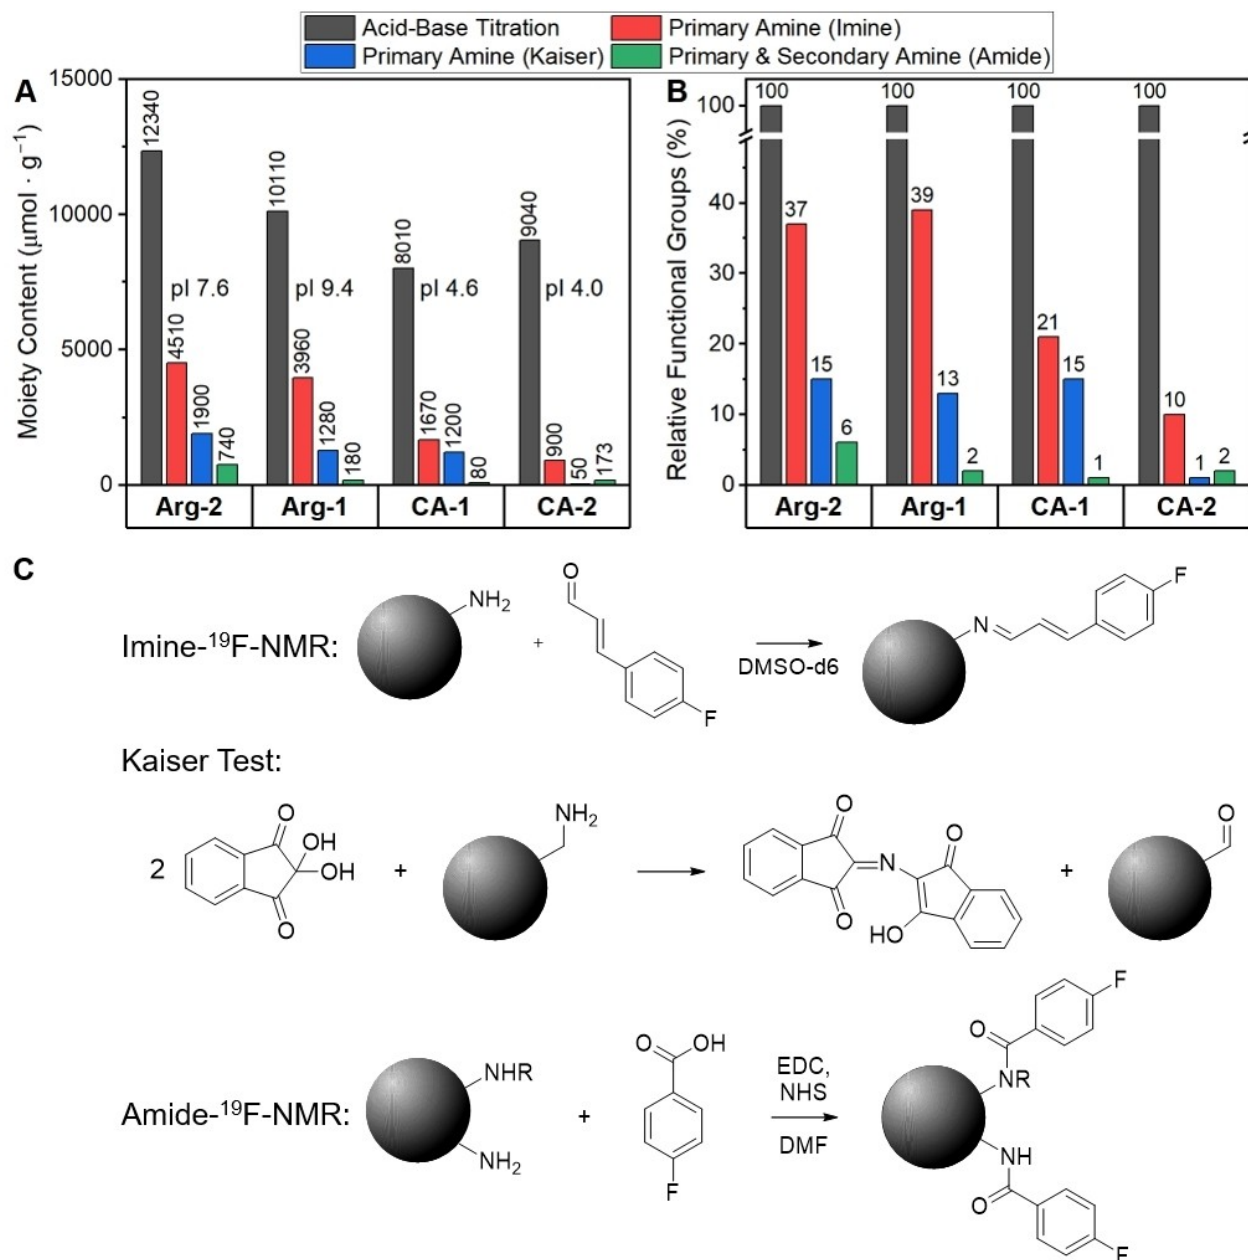 Acid-Base Titration
Primary Amine (Imine)
Primary Amine (Kaiser)
Primary & Secondary Amine (Amide)
A
Moiety Content (μmol · g⁻¹)
15000
10000
5000
0
12340
4510
1900
740
pI 7.6
10110
3960
1280
180
pI 9.4
8010
1670
1200
80
pI 4.6
9040
900
50
173
pI 4.0
Arg-2
Arg-1
CA-1
CA-2
B
Relative Functional Groups (%)
100
40
30
20
10
0
100
37
15
6
100
39
13
2
100
21
15
1
100
10
1
2
Arg-2
Arg-1
CA-1
CA-2
C
Imine-¹⁹F-NMR:
NH₂
+
O
F
DMSO-d6
N
F
Kaiser Test:
2
O
OH
OH
O
+
NH₂
O
N
O
O
HO
+
O
Amide-¹⁹F-NMR:
NHR
NH₂
+
O
OH
F
EDC,
NHS
DMF
F
O
NR
NH
O
F